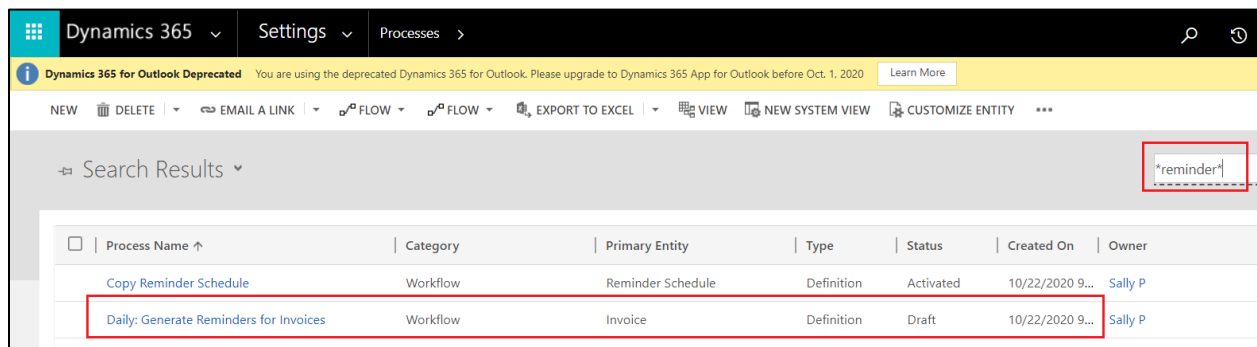 Dynamics 365 Settings Processes
Dynamics 365 for Outlook Deprecated You are using the deprecated Dynamics 365 for Outlook. Please upgrade to Dynamics 365 App for Outlook before Oct. 1, 2020 Learn More
NEW DELETE EMAIL A LINK FLOW FLOW EXPORT TO EXCEL VIEW NEW SYSTEM VIEW CUSTOMIZE ENTITY
Search Results *reminder*
Process Name Category Primary Entity Type Status Created On Owner
Copy Reminder Schedule Workflow Reminder Schedule Definition Activated 10/22/2020 9... Sally P
Daily: Generate Reminders for Invoices Workflow Invoice Definition Draft 10/22/2020 9... Sally P